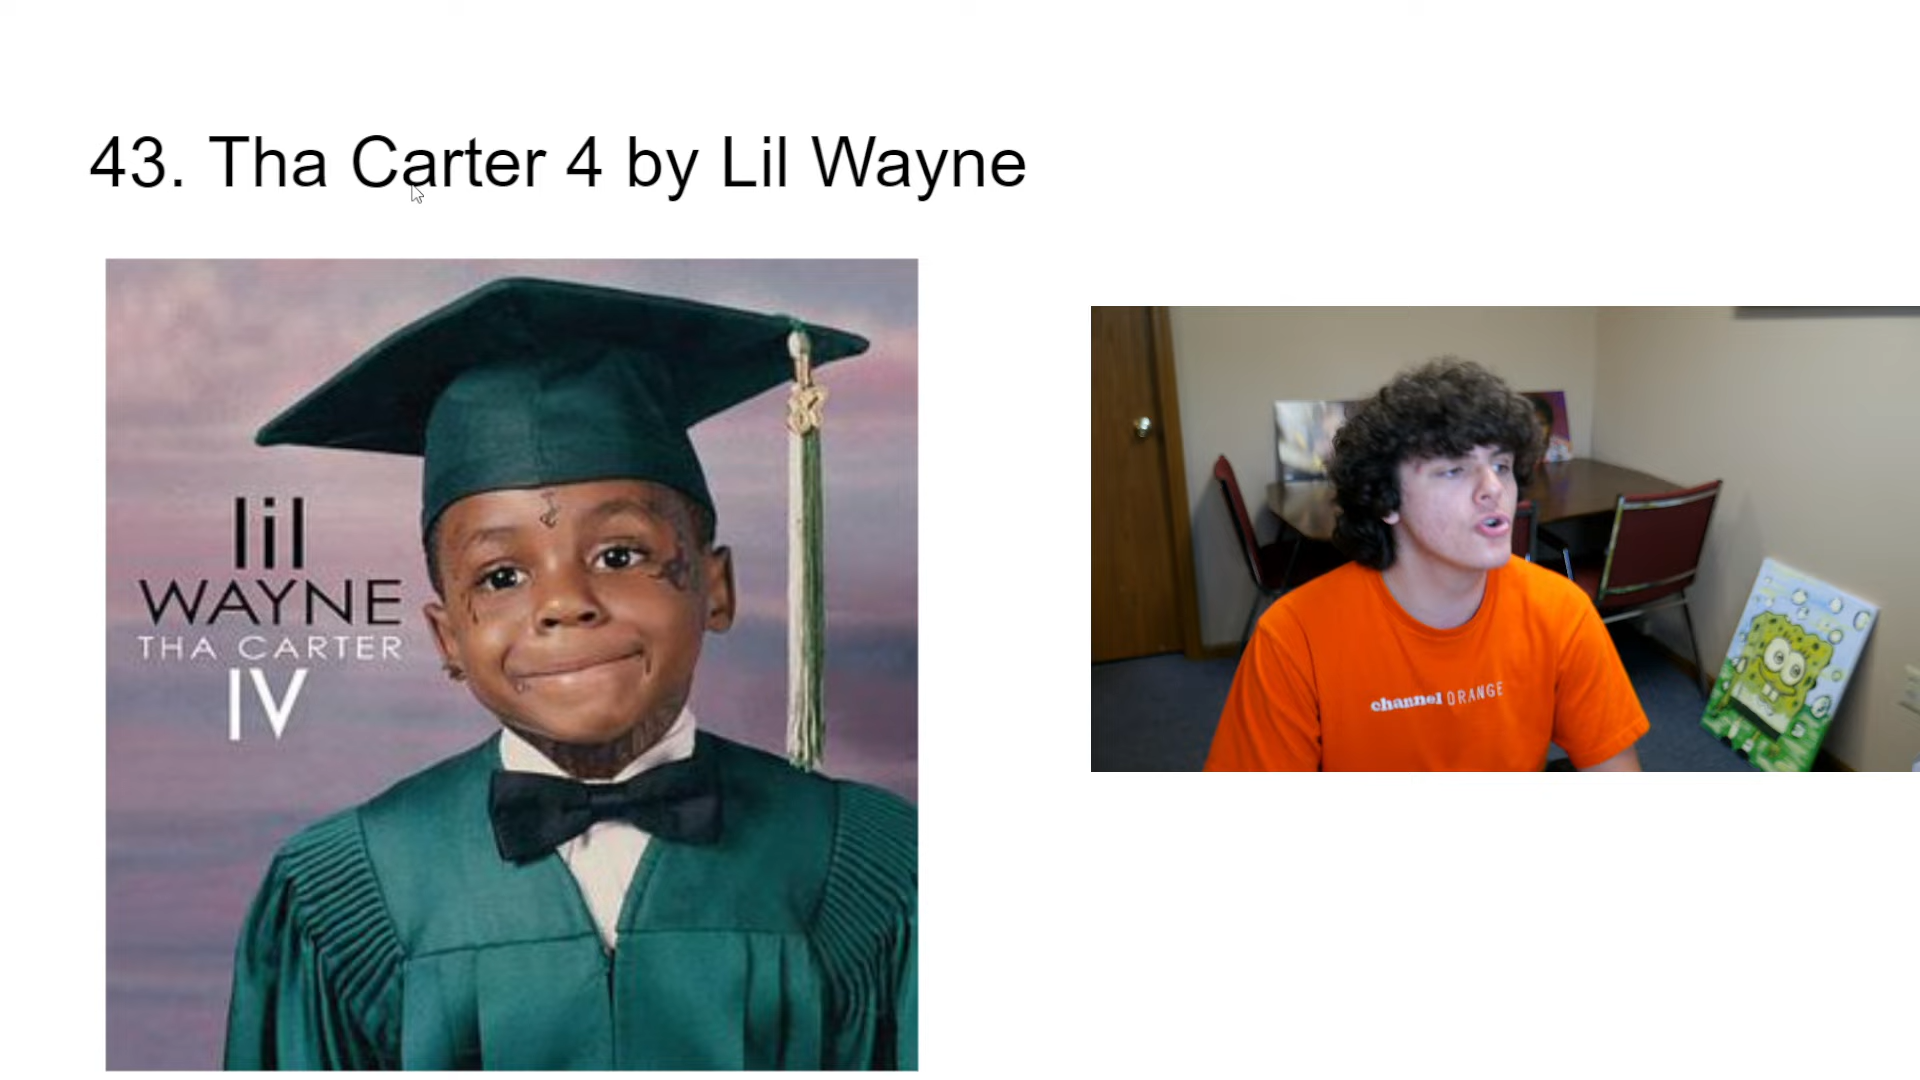 43. Tha Carter 4 by Lil Wayne
lil
WAYNE
THA CARTER
IV
channel ORANGE